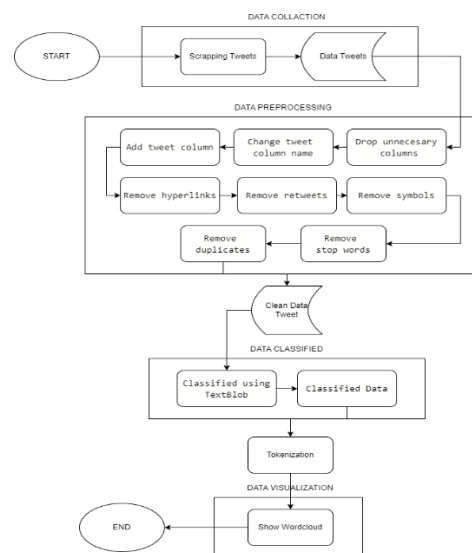 DATA COLLACTION
START
Scrapping Tweets
Data Tweets
DATA PREPROCESSING
Add tweet column
Change tweet
column name
Drop unnecesary
columns
Remove hyperlinks
Remove retweets
Remove symbols
Remove
duplicates
Remove
stop words
Clean Data
Tweet
DATA CLASSIFIED
Classified using
TextBlob
Classified Data
Tokenization
DATA VISUALIZATION
END
Show Wordcloud